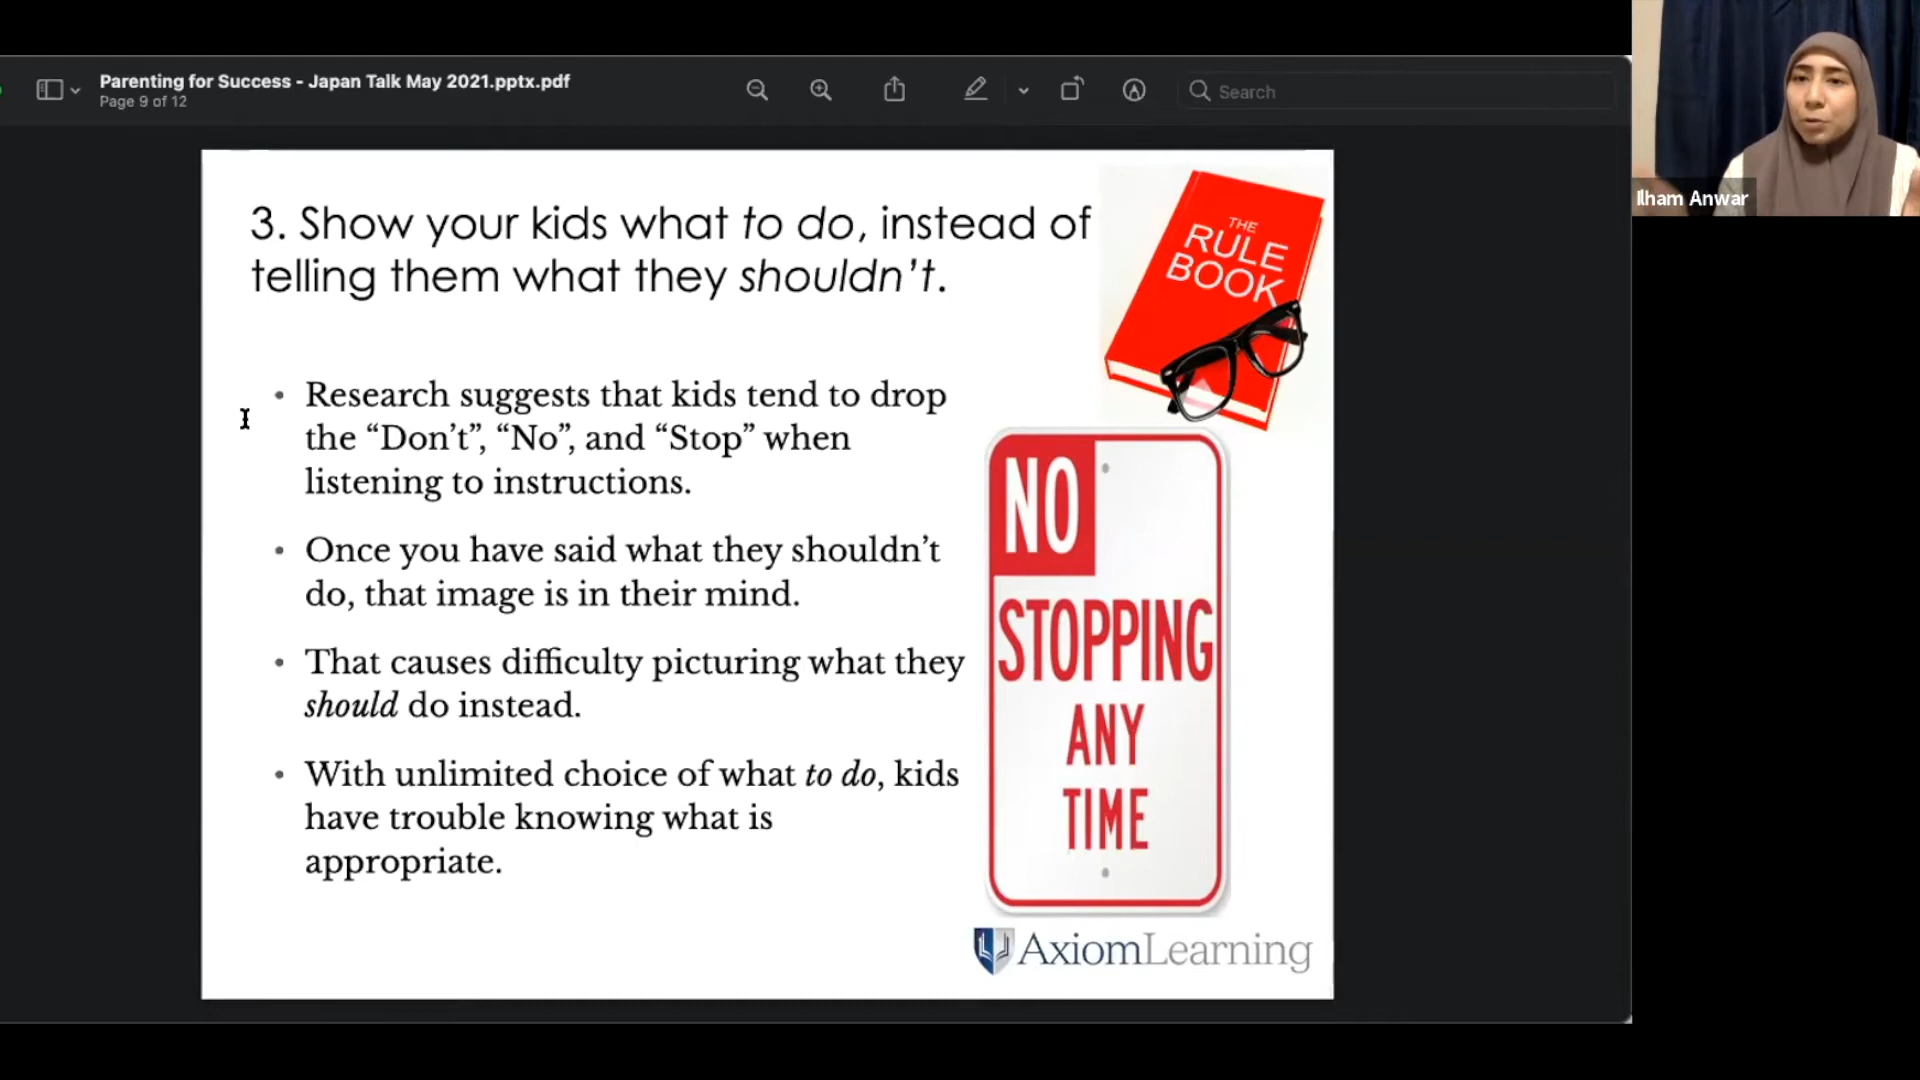 Parenting for Success - Japan Talk May 2021.pptx.pdf
Page 9 of 12
Search
Ilham Anwar
3. Show your kids what to do, instead of
telling them what they shouldn't.
THE
RULE
BOOK
• Research suggests that kids tend to drop
the “Don’t”, “No”, and “Stop” when
listening to instructions.
• Once you have said what they shouldn’t
do, that image is in their mind.
• That causes difficulty picturing what they
should do instead.
• With unlimited choice of what to do, kids
have trouble knowing what is
appropriate.
NO
STOPPING
ANY
TIME
AxiomLearning